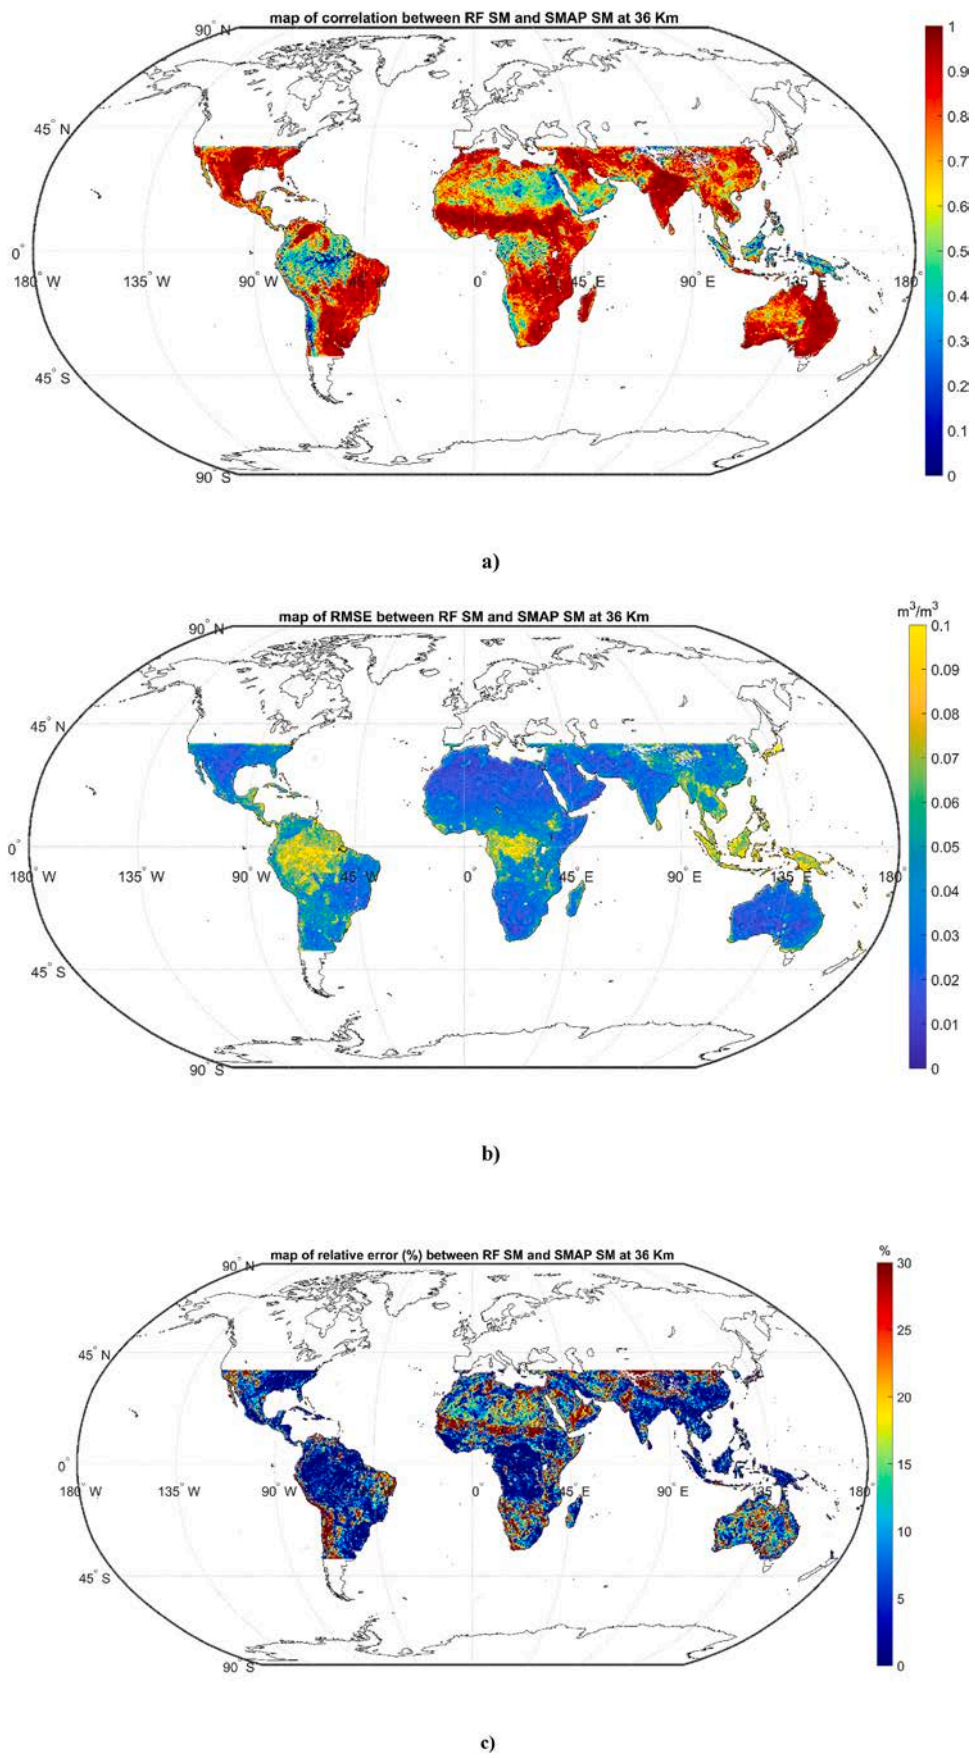 map of correlation between RF SM and SMAP SM at 36 Km
90° N
45° N
0°
180° W
135° W
90° W
45° W
0°
45° E
90° E
135° E
180°
45° S
90° S
1
0.9
0.8
0.7
0.6
0.5
0.4
0.3
0.2
0.1
0
a)
map of RMSE between RF SM and SMAP SM at 36 Km
m³/m³
90° N
45° N
0°
180° W
135° W
90° W
45° W
0°
45° E
90° E
135° E
180°
45° S
90° S
0.1
0.09
0.08
0.07
0.06
0.05
0.04
0.03
0.02
0.01
0
b)
map of relative error (%) between RF SM and SMAP SM at 36 Km
%
90° N
45° N
0°
180° W
135° W
90° W
45° W
0°
45° E
90° E
135° E
180°
45° S
90° S
30
25
20
15
10
5
0
c)